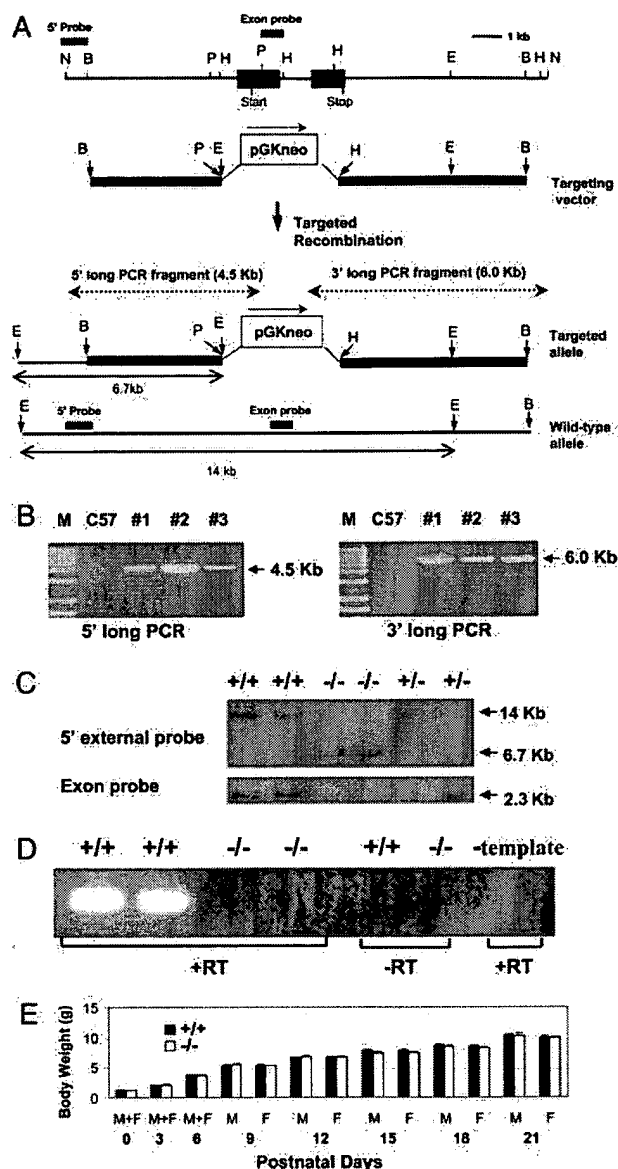 A
5' Probe
Exon probe
1 kb
N B P H P H H E B H N
Start
Stop
B P E pGKneo H E B
Targeting vector
Targeted Recombination
5' long PCR fragment (4.5 Kb)
3' long PCR fragment (6.0 Kb)
E B P E pGKneo H E B
Targeted allele
6.7kb
E 5' Probe Exon probe E B
Wild-type allele
14 kb
B
M C57 #1 #2 #3
4.5 Kb
5' long PCR
M C57 #1 #2 #3
6.0 Kb
3' long PCR
C
+/+ +/+ -/- -/- +/- +/-
5' external probe
14 Kb
6.7 Kb
Exon probe
2.3 Kb
D
+/+ +/+ -/- -/- +/+ -/- -template
+RT -RT +RT
E
Body Weight (g)
15
10
5
0
+/+
-/-
M+F M+F M+F M F M F M F M F M F
0 3 6 9 12 15 18 21
Postnatal Days